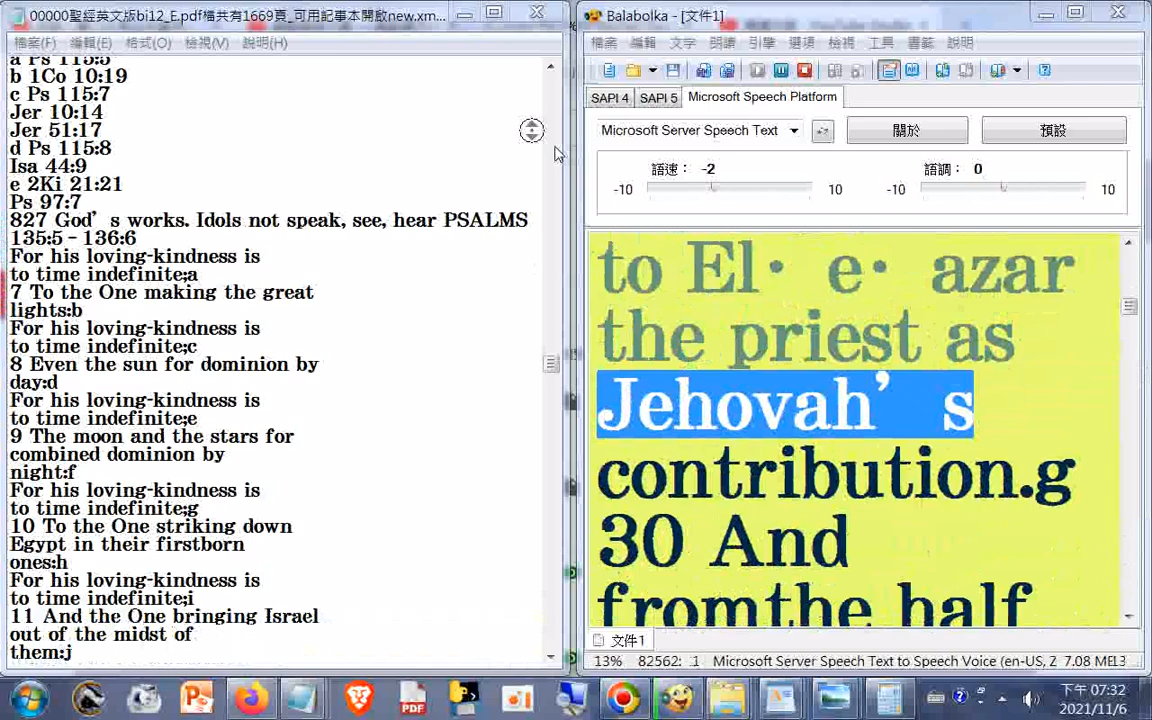 00000聖經英文版bi12_E.pdf檔共有1669頁_可用記事本開啟new.xm...
檔案(F) 編輯(E) 格式(O) 檢視(V) 說明(H)
a Ps 115:5
b 1Co 10:19
c Ps 115:7
Jer 10:14
Jer 51:17
d Ps 115:8
Isa 44:9
e 2Ki 21:21
Ps 97:7
827 God’s works. Idols not speak, see, hear PSALMS
135:5–136:6
For his loving-kindness is
to time indefinite;a
7 To the One making the great
lights:b
For his loving-kindness is
to time indefinite;c
8 Even the sun for dominion by
day:d
For his loving-kindness is
to time indefinite;e
9 The moon and the stars for
combined dominion by
night:f
For his loving-kindness is
to time indefinite;g
10 To the One striking down
Egypt in their firstborn
ones:h
For his loving-kindness is
to time indefinite;i
11 And the One bringing Israel
out of the midst of
them:j
Balabolka - [文件1]
檔案 編輯 文字 朗讀 引擎 選項 檢視 工具 書籤 說明
SAPI 4 SAPI 5 Microsoft Speech Platform
Microsoft Server Speech Text 關於 預設
語速： -2 語調： 0
-10 10 -10 10
to El· e· azar
the priest as
Jehovah’s
contribution.g
30 And
fromthe half
文件1
13% 82562: .1 Microsoft Server Speech Text to Speech Voice (en-US, Z 7.08 ME
下午 07:32
2021/11/6